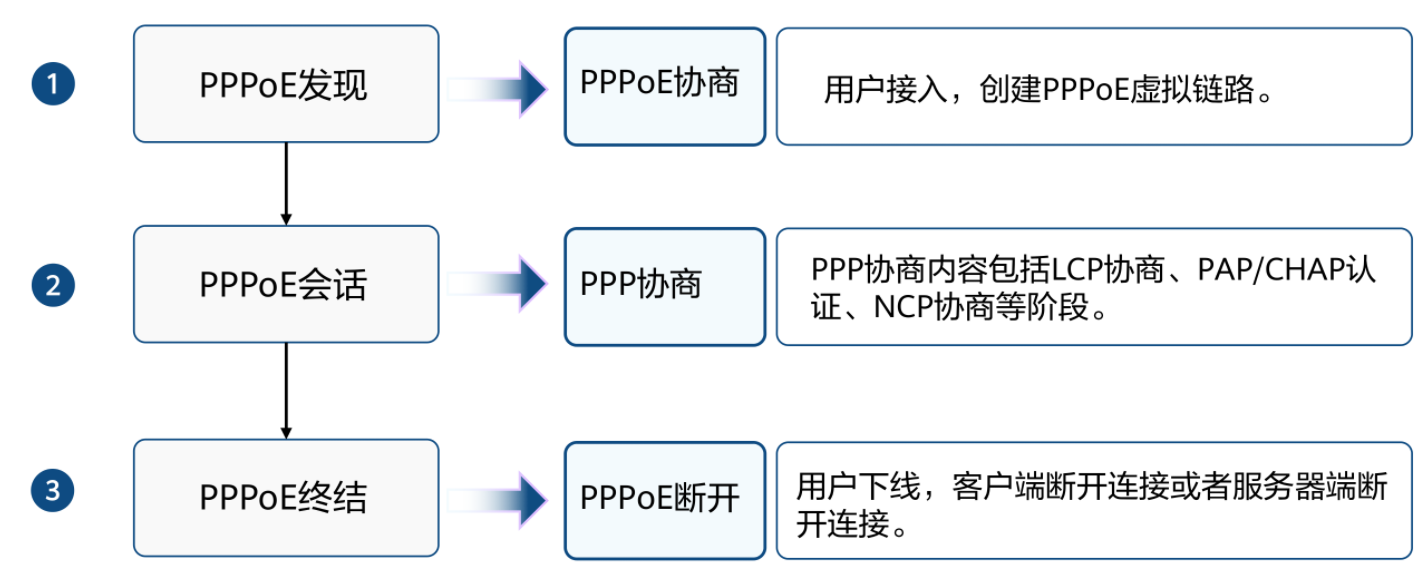 1
PPPoE发现
PPPoE协商
用户接入，创建PPPoE虚拟链路。
2
PPPoE会话
PPP协商
PPP协商内容包括LCP协商、PAP/CHAP认
证、NCP协商等阶段。
3
PPPoE终结
PPPoE断开
用户下线，客户端断开连接或者服务器端断
开连接。